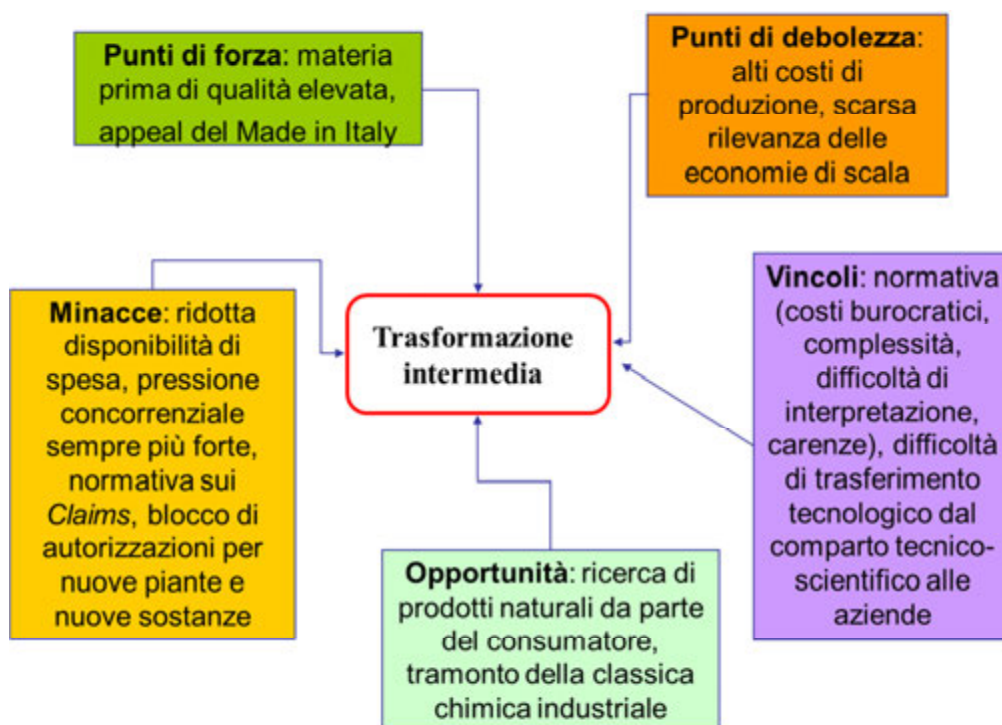 Punti di forza: materia
prima di qualità elevata,
appeal del Made in Italy
Punti di debolezza:
alti costi di
produzione, scarsa
rilevanza delle
economie di scala
Minacce: ridotta
disponibilità di
spesa, pressione
concorrenziale
sempre più forte,
normativa sui
Claims, blocco di
autorizzazioni per
nuove piante e
nuove sostanze
Trasformazione
intermedia
Vincoli: normativa
(costi burocratici,
complessità,
difficoltà di
interpretazione,
carenze), difficoltà
di trasferimento
tecnologico dal
comparto tecnico-
scientifico alle
aziende
Opportunità: ricerca di
prodotti naturali da parte
del consumatore,
tramonto della classica
chimica industriale